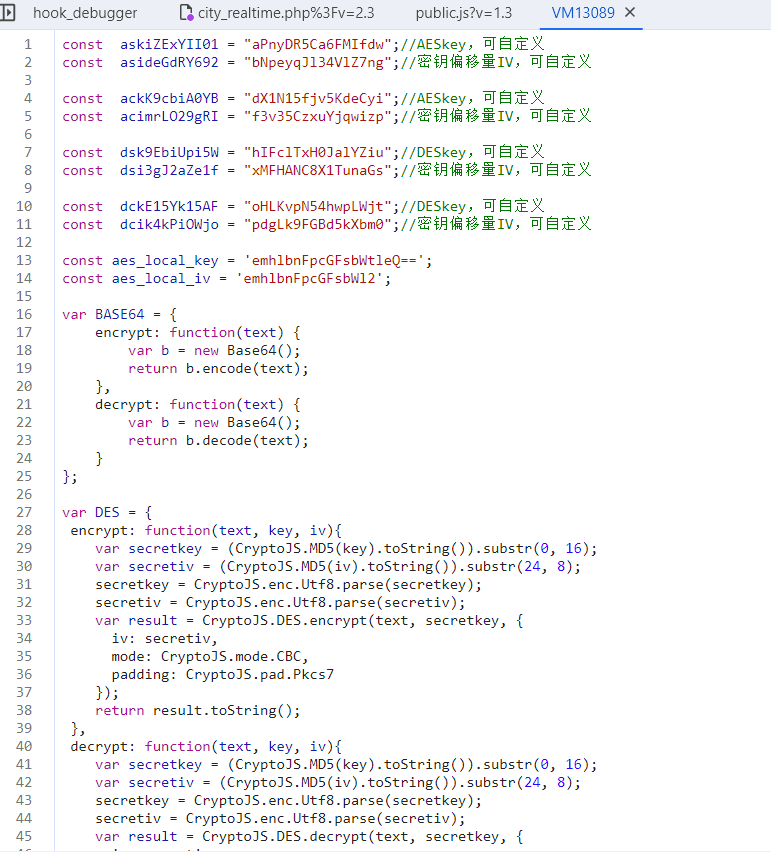 hook_debugger city_realtime.php%3Fv=2.3 public.js?v=1.3 VM13089 ×
1 const askiZExYII01 = "aPnyDR5Ca6FMIfdw";//AESkey，可自定义
2 const asideGdRY692 = "bNpeyqJl34VlZ7ng";//密钥偏移量IV，可自定义
3
4 const ackK9cbiA0YB = "dX1N15fjv5KdeCyi";//AESkey，可自定义
5 const acimrLO29gRI = "f3v35CzxuYjqwizp";//密钥偏移量IV，可自定义
6
7 const dsk9EbiUpi5W = "hIFclTxH0JalYZiu";//DESkey，可自定义
8 const dsi3gJ2aZe1f = "xMFHANC8X1TunaGs";//密钥偏移量IV，可自定义
9
10 const dckE15Yk15AF = "oHLKvpN54hwpLWjt";//DESkey，可自定义
11 const dcik4kPiOWjo = "pdgLk9FGBd5kXbm0";//密钥偏移量IV，可自定义
12
13 const aes_local_key = 'emhlbnFpcGFsbWtleQ==';
14 const aes_local_iv = 'emhlbnFpcGFsbWl2';
15
16 var BASE64 = {
17 encrypt: function(text) {
18 var b = new Base64();
19 return b.encode(text);
20 },
21 decrypt: function(text) {
22 var b = new Base64();
23 return b.decode(text);
24 }
25 };
26
27 var DES = {
28 encrypt: function(text, key, iv){
29 var secretkey = (CryptoJS.MD5(key).toString()).substr(0, 16);
30 var secretiv = (CryptoJS.MD5(iv).toString()).substr(24, 8);
31 secretkey = CryptoJS.enc.Utf8.parse(secretkey);
32 secretiv = CryptoJS.enc.Utf8.parse(secretiv);
33 var result = CryptoJS.DES.encrypt(text, secretkey, {
34 iv: secretiv,
35 mode: CryptoJS.mode.CBC,
36 padding: CryptoJS.pad.Pkcs7
37 });
38 return result.toString();
39 },
40 decrypt: function(text, key, iv){
41 var secretkey = (CryptoJS.MD5(key).toString()).substr(0, 16);
42 var secretiv = (CryptoJS.MD5(iv).toString()).substr(24, 8);
43 secretkey = CryptoJS.enc.Utf8.parse(secretkey);
44 secretiv = CryptoJS.enc.Utf8.parse(secretiv);
45 var result = CryptoJS.DES.decrypt(text, secretkey, {